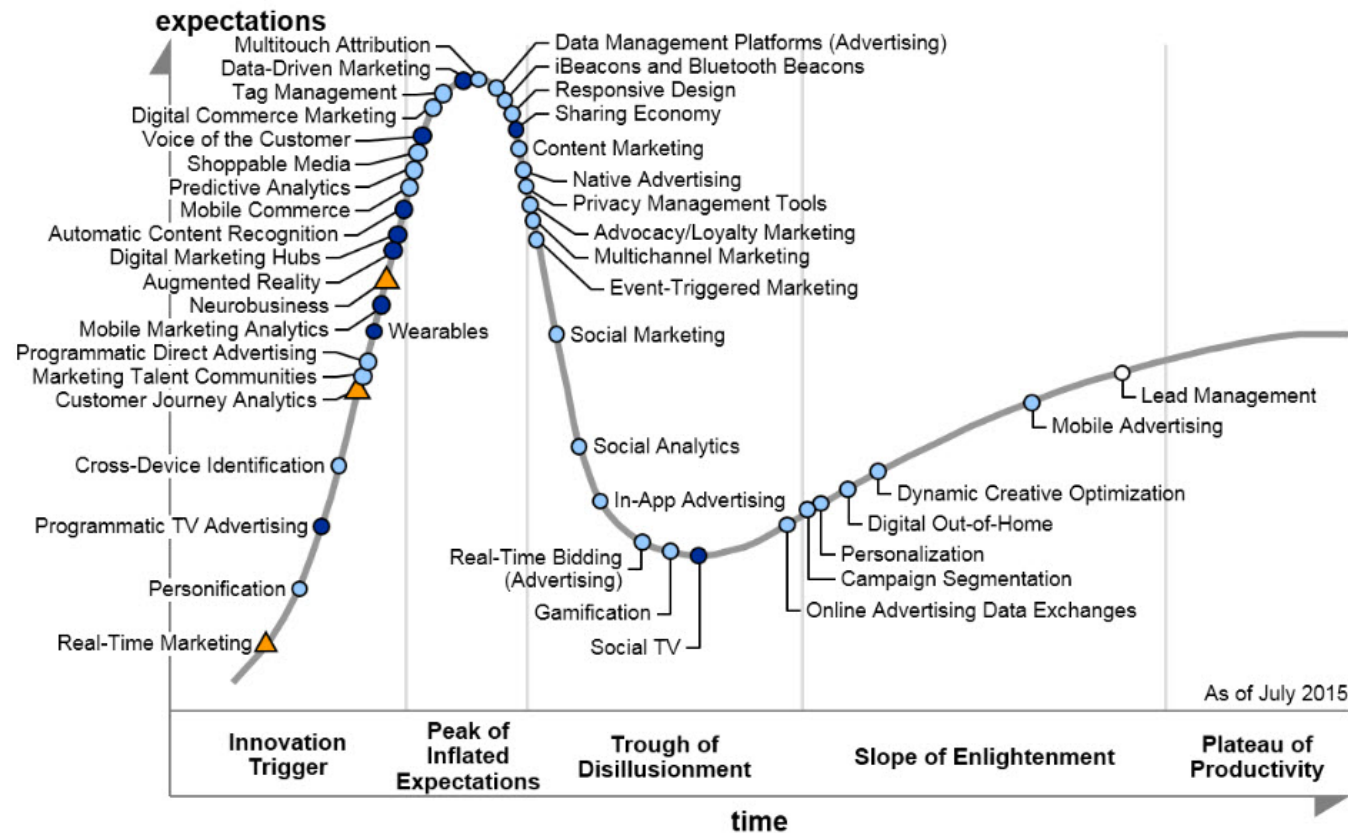 expectations
Multitouch Attribution
Data-Driven Marketing
Tag Management
Digital Commerce Marketing
Voice of the Customer
Shoppable Media
Predictive Analytics
Mobile Commerce
Automatic Content Recognition
Digital Marketing Hubs
Augmented Reality
Neurobusiness
Mobile Marketing Analytics
Wearables
Programmatic Direct Advertising
Marketing Talent Communities
Customer Journey Analytics
Cross-Device Identification
Programmatic TV Advertising
Personification
Real-Time Marketing
Data Management Platforms (Advertising)
iBeacons and Bluetooth Beacons
Responsive Design
Sharing Economy
Content Marketing
Native Advertising
Privacy Management Tools
Advocacy/Loyalty Marketing
Multichannel Marketing
Event-Triggered Marketing
Social Marketing
Social Analytics
In-App Advertising
Real-Time Bidding
(Advertising)
Gamification
Social TV
Lead Management
Mobile Advertising
Dynamic Creative Optimization
Digital Out-of-Home
Personalization
Campaign Segmentation
Online Advertising Data Exchanges
As of July 2015
Innovation
Trigger
Peak of
Inflated
Expectations
Trough of
Disillusionment
Slope of Enlightenment
Plateau of
Productivity
time